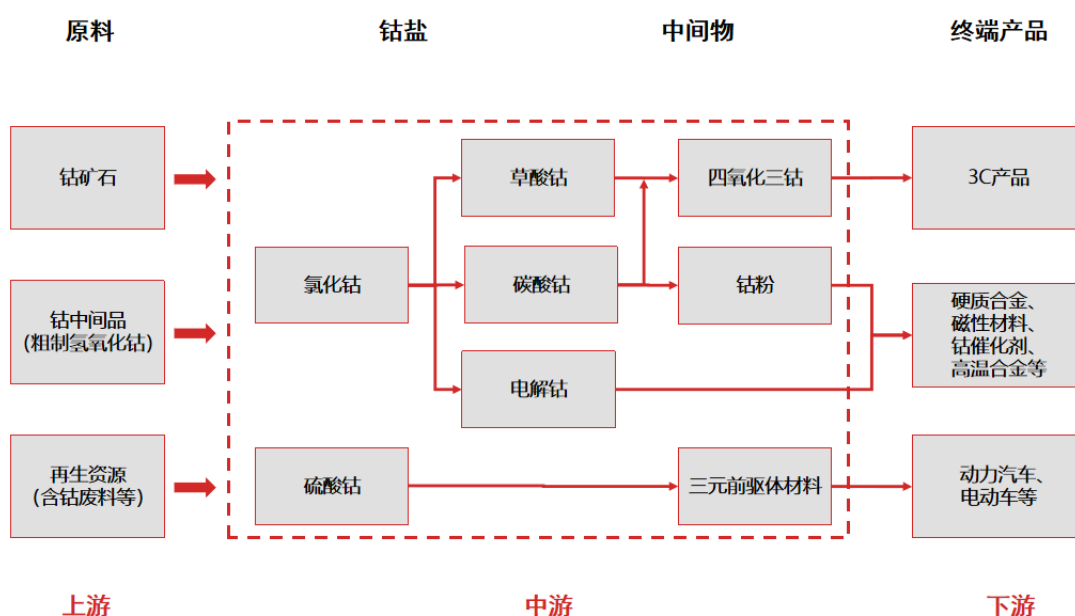 原料
钴盐
中间物
终端产品
钴矿石
草酸钴
四氧化三钴
3C产品
氯化钴
碳酸钴
钴粉
钴中间品
(粗制氢氧化钴)
硬质合金、
磁性材料、
钴催化剂、
高温合金等
电解钴
再生资源
(含钴废料等)
硫酸钴
三元前驱体材料
动力汽车、
电动车等
上游
中游
下游